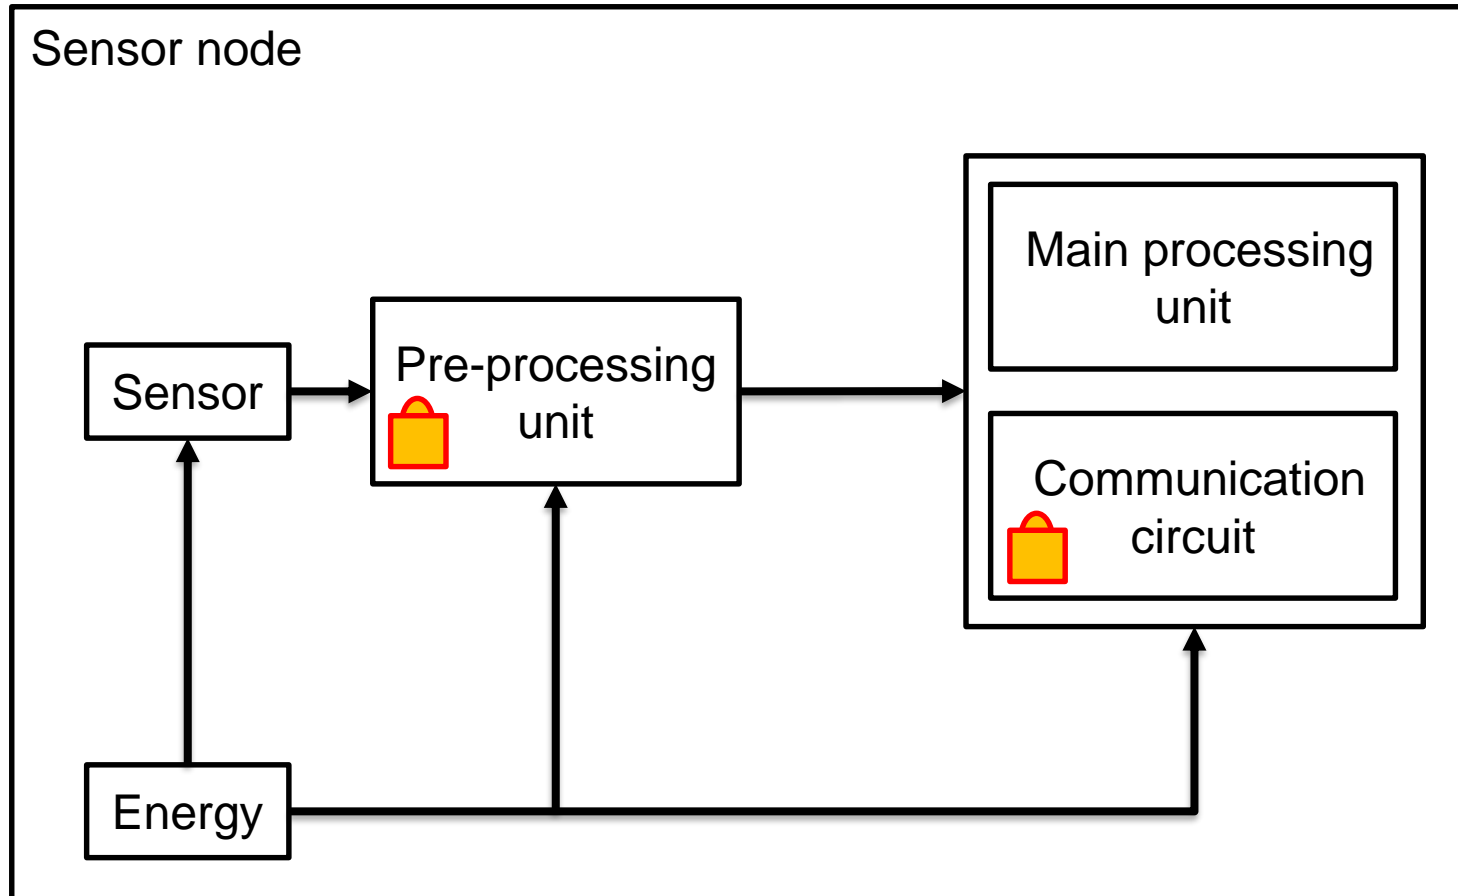 Sensor node
Main processing
unit
Pre-processing
unit
Sensor
Communication
circuit
Energy